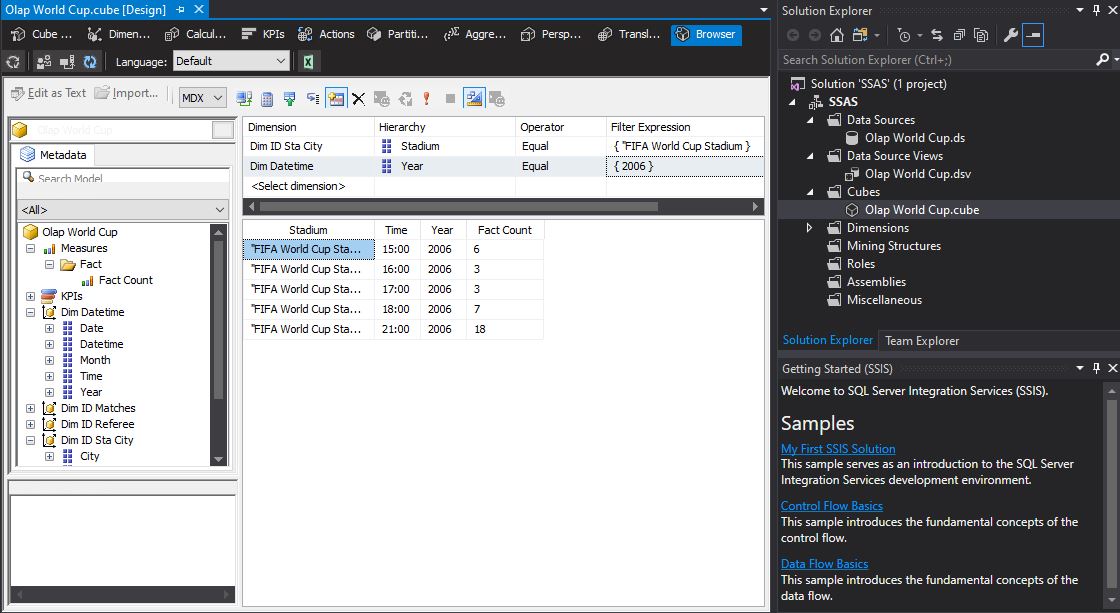 Olap World Cup.cube [Design]
Cube ... Dimen... Calcul... KPIs Actions Partiti... Aggre... Persp... Transl... Browser
Language: Default
Edit as Text Import... MDX
Olap World Cup
Metadata
Search Model
<All>
Olap World Cup
Measures
Fact
Fact Count
KPIs
Dim Datetime
Date
Datetime
Month
Time
Year
Dim ID Matches
Dim ID Referee
Dim ID Sta City
City
Dimension Hierarchy Operator Filter Expression
Dim ID Sta City Stadium Equal { "FIFA World Cup Stadium }
Dim Datetime Year Equal { 2006 }
<Select dimension>
Stadium Time Year Fact Count
"FIFA World Cup Sta... 15:00 2006 6
"FIFA World Cup Sta... 16:00 2006 3
"FIFA World Cup Sta... 17:00 2006 3
"FIFA World Cup Sta... 18:00 2006 7
"FIFA World Cup Sta... 21:00 2006 18
Solution Explorer
Search Solution Explorer (Ctrl+;)
Solution 'SSAS' (1 project)
SSAS
Data Sources
Olap World Cup.ds
Data Source Views
Olap World Cup.dsv
Cubes
Olap World Cup.cube
Dimensions
Mining Structures
Roles
Assemblies
Miscellaneous
Solution Explorer Team Explorer
Getting Started (SSIS)
Welcome to SQL Server Integration Services (SSIS).
Samples
My First SSIS Solution
This sample serves as an introduction to the SQL Server
Integration Services development environment.
Control Flow Basics
This sample introduces the fundamental concepts of the
control flow.
Data Flow Basics
This sample introduces the fundamental concepts of the
data flow.